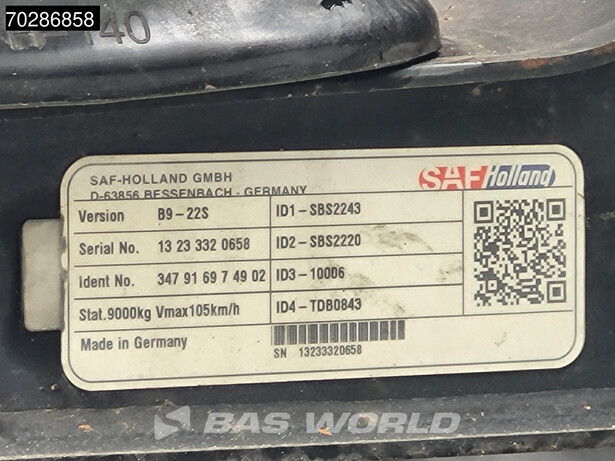 70286858
140
SAF-HOLLAND GMBH
D-63856 BESSENBACH · GERMANY
SAF Holland
Version B9-22S ID1-SBS2243
Serial No. 13 23 332 0658 ID2-SBS2220
Ident No. 347 91 69 7 49 02 ID3-10006
Stat.9000kg Vmax105km/h ID4-TDB0843
Made in Germany
SN 13233320658
BAS WORLD